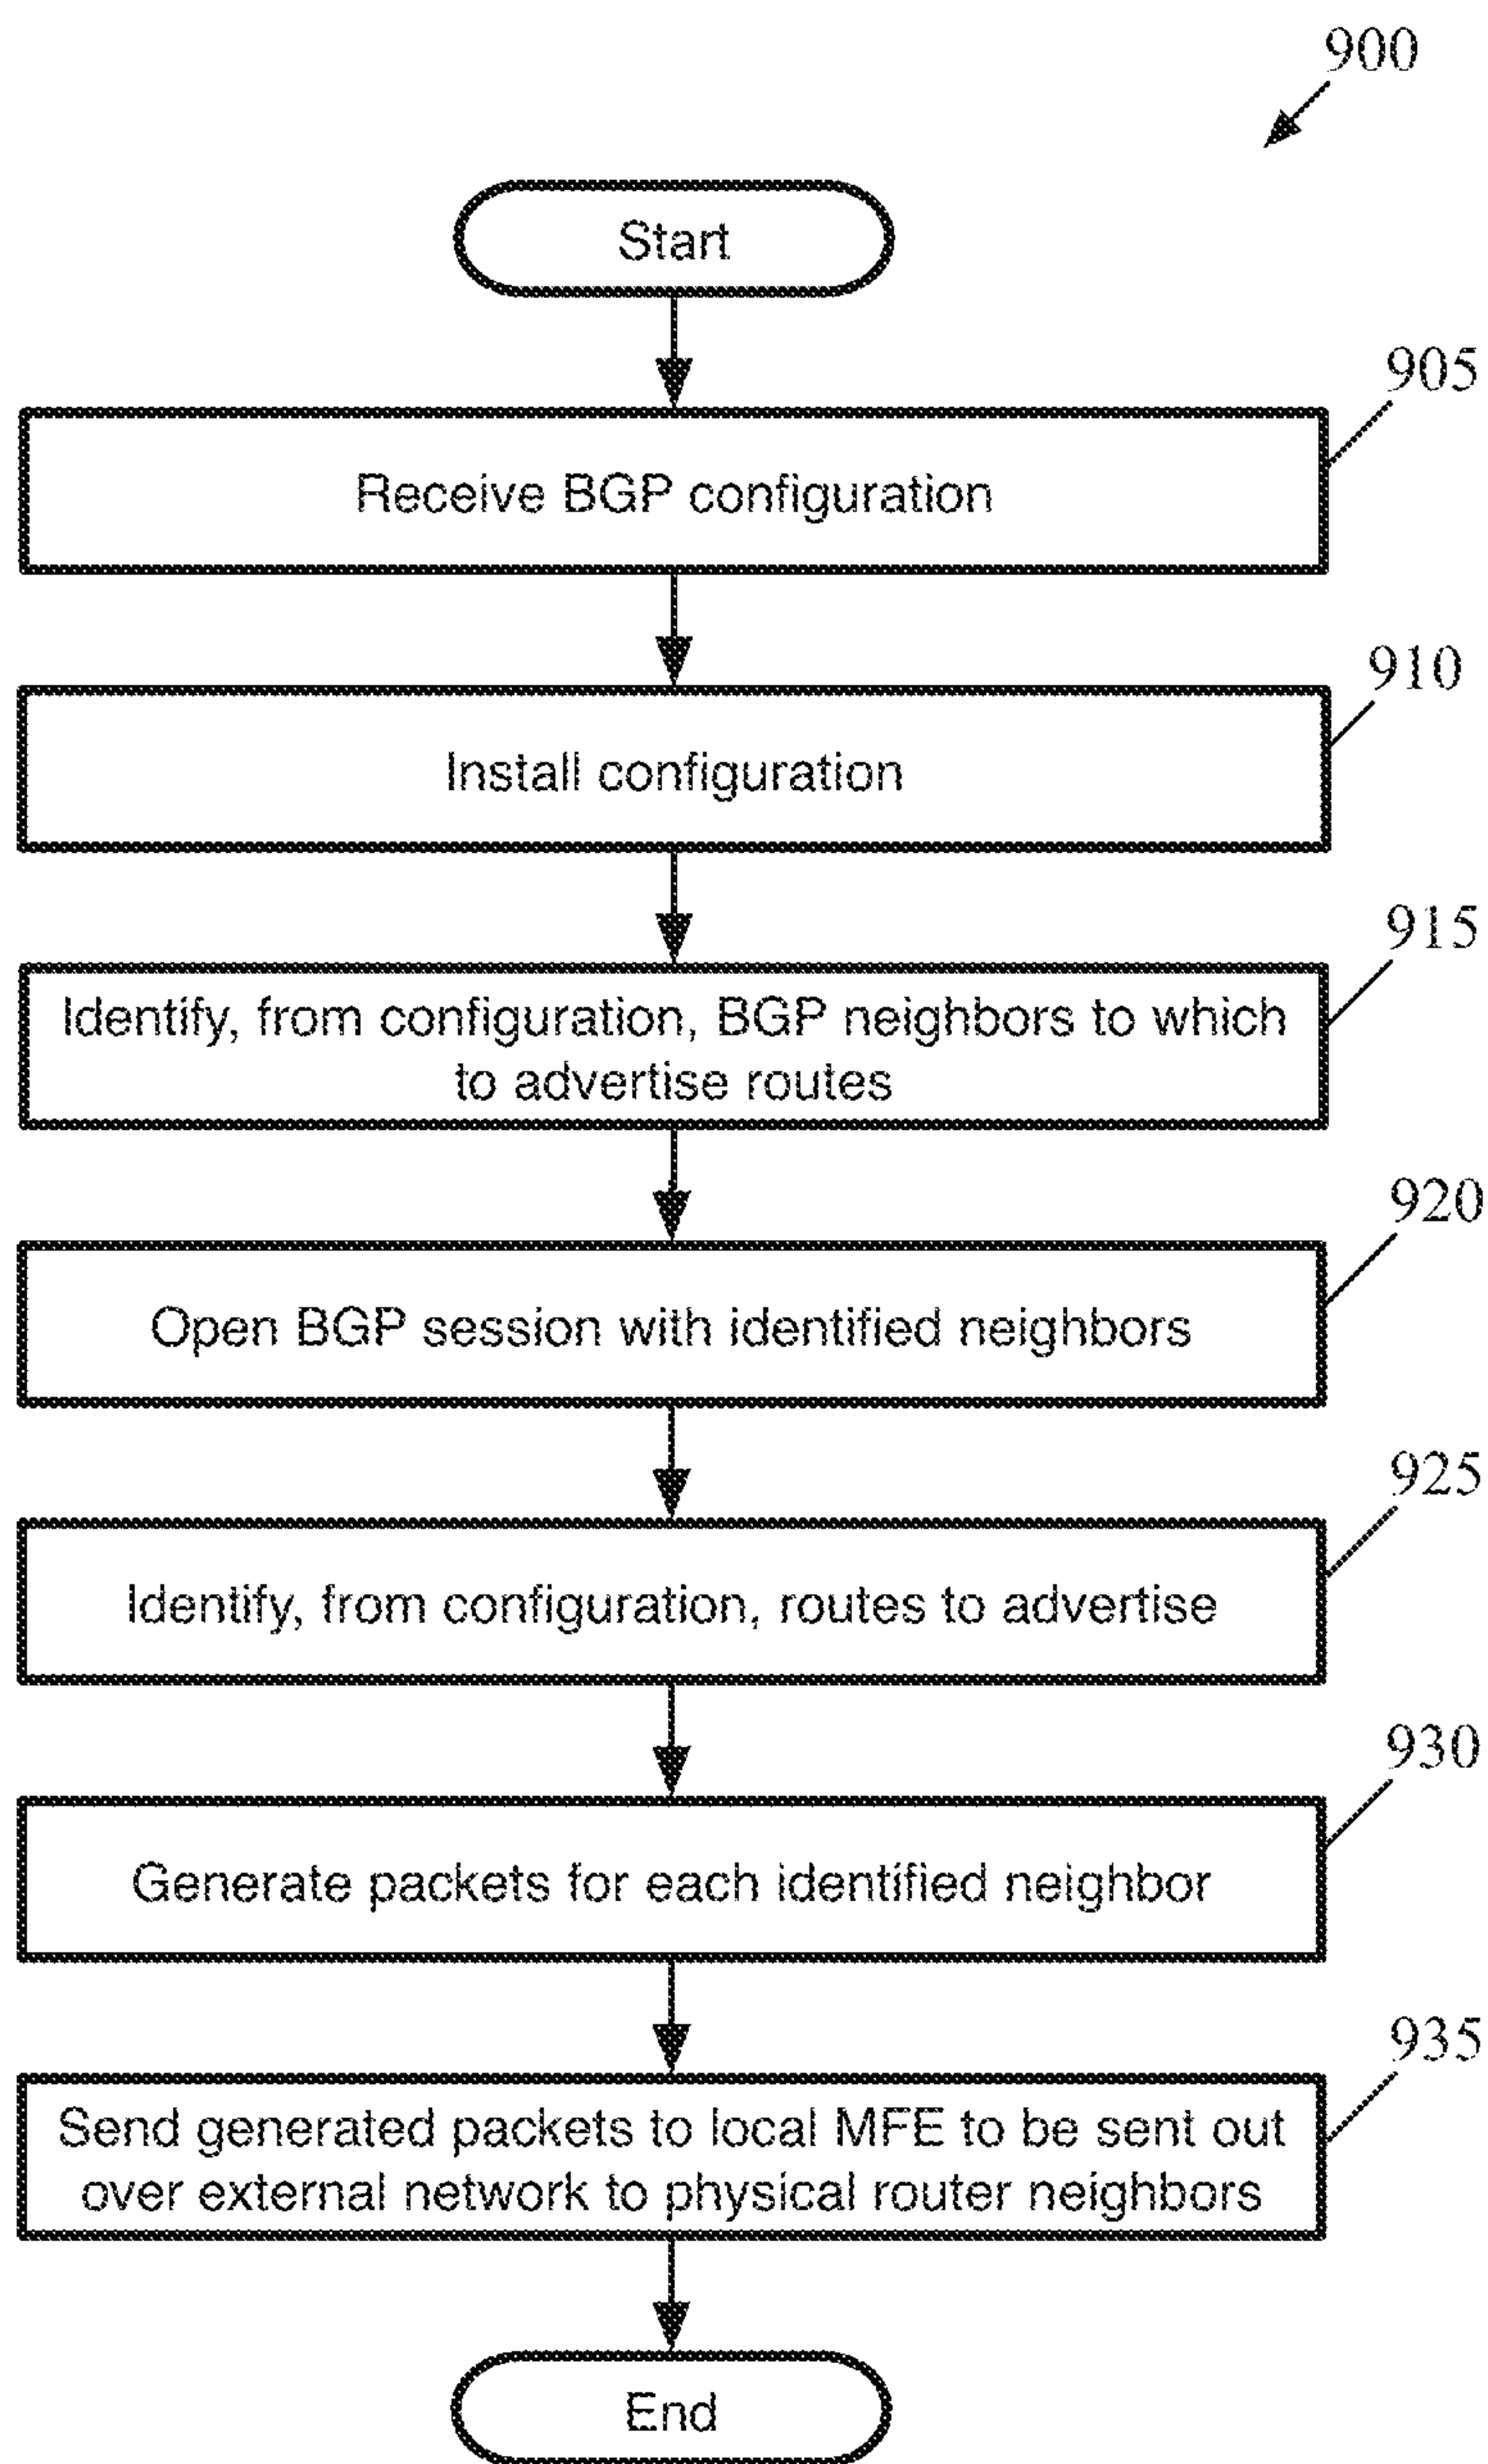 900
Start
905
Receive BGP configuration
910
Install configuration
915
Identify, from configuration, BGP neighbors to which
to advertise routes
920
Open BGP session with identified neighbors
925
Identify, from configuration, routes to advertise
930
Generate packets for each identified neighbor
935
Send generated packets to local MFE to be sent out
over external network to physical router neighbors
End